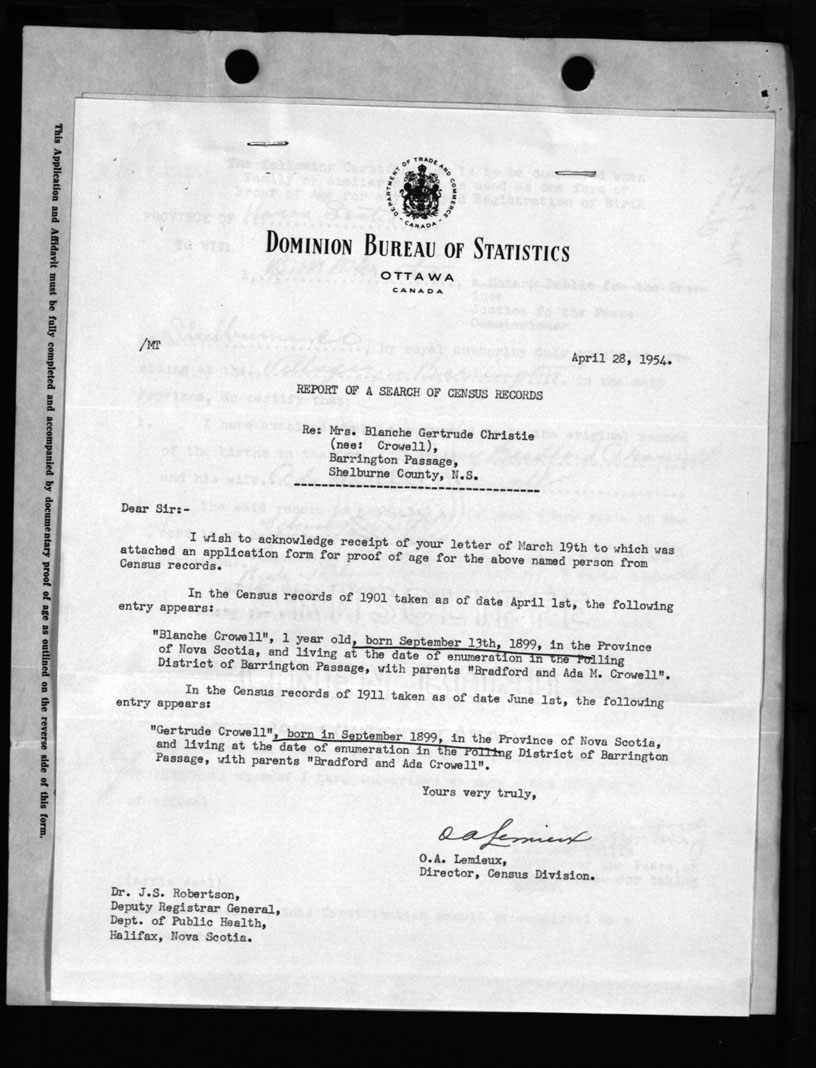 This Application and Affidavit must be fully completed and accompanied by documentary proof of age as outlined on the reverse side of this form.
DEPARTMENT OF TRADE AND COMMERCE
CANADA
DOMINION BUREAU OF STATISTICS
OTTAWA
CANADA
/MT
April 28, 1954.
REPORT OF A SEARCH OF CENSUS RECORDS
Re: Mrs. Blanche Gertrude Christie
(nee: Crowell),
Barrington Passage,
Shelburne County, N.S.
Dear Sir:-
I wish to acknowledge receipt of your letter of March 19th to which was
attached an application form for proof of age for the above named person from
Census records.
In the Census records of 1901 taken as of date April 1st, the following
entry appears:
"Blanche Crowell", 1 year old, born September 13th, 1899, in the Province
of Nova Scotia, and living at the date of enumeration in the Polling
District of Barrington Passage, with parents "Bradford and Ada M. Crowell".
In the Census records of 1911 taken as of date June 1st, the following
entry appears:
"Gertrude Crowell", born in September 1899, in the Province of Nova Scotia,
and living at the date of enumeration in the Polling District of Barrington
Passage, with parents "Bradford and Ada Crowell".
Yours very truly,
O A Lemieux
O.A. Lemieux,
Director, Census Division.
Dr. J.S. Robertson,
Deputy Registrar General,
Dept. of Public Health,
Halifax, Nova Scotia.